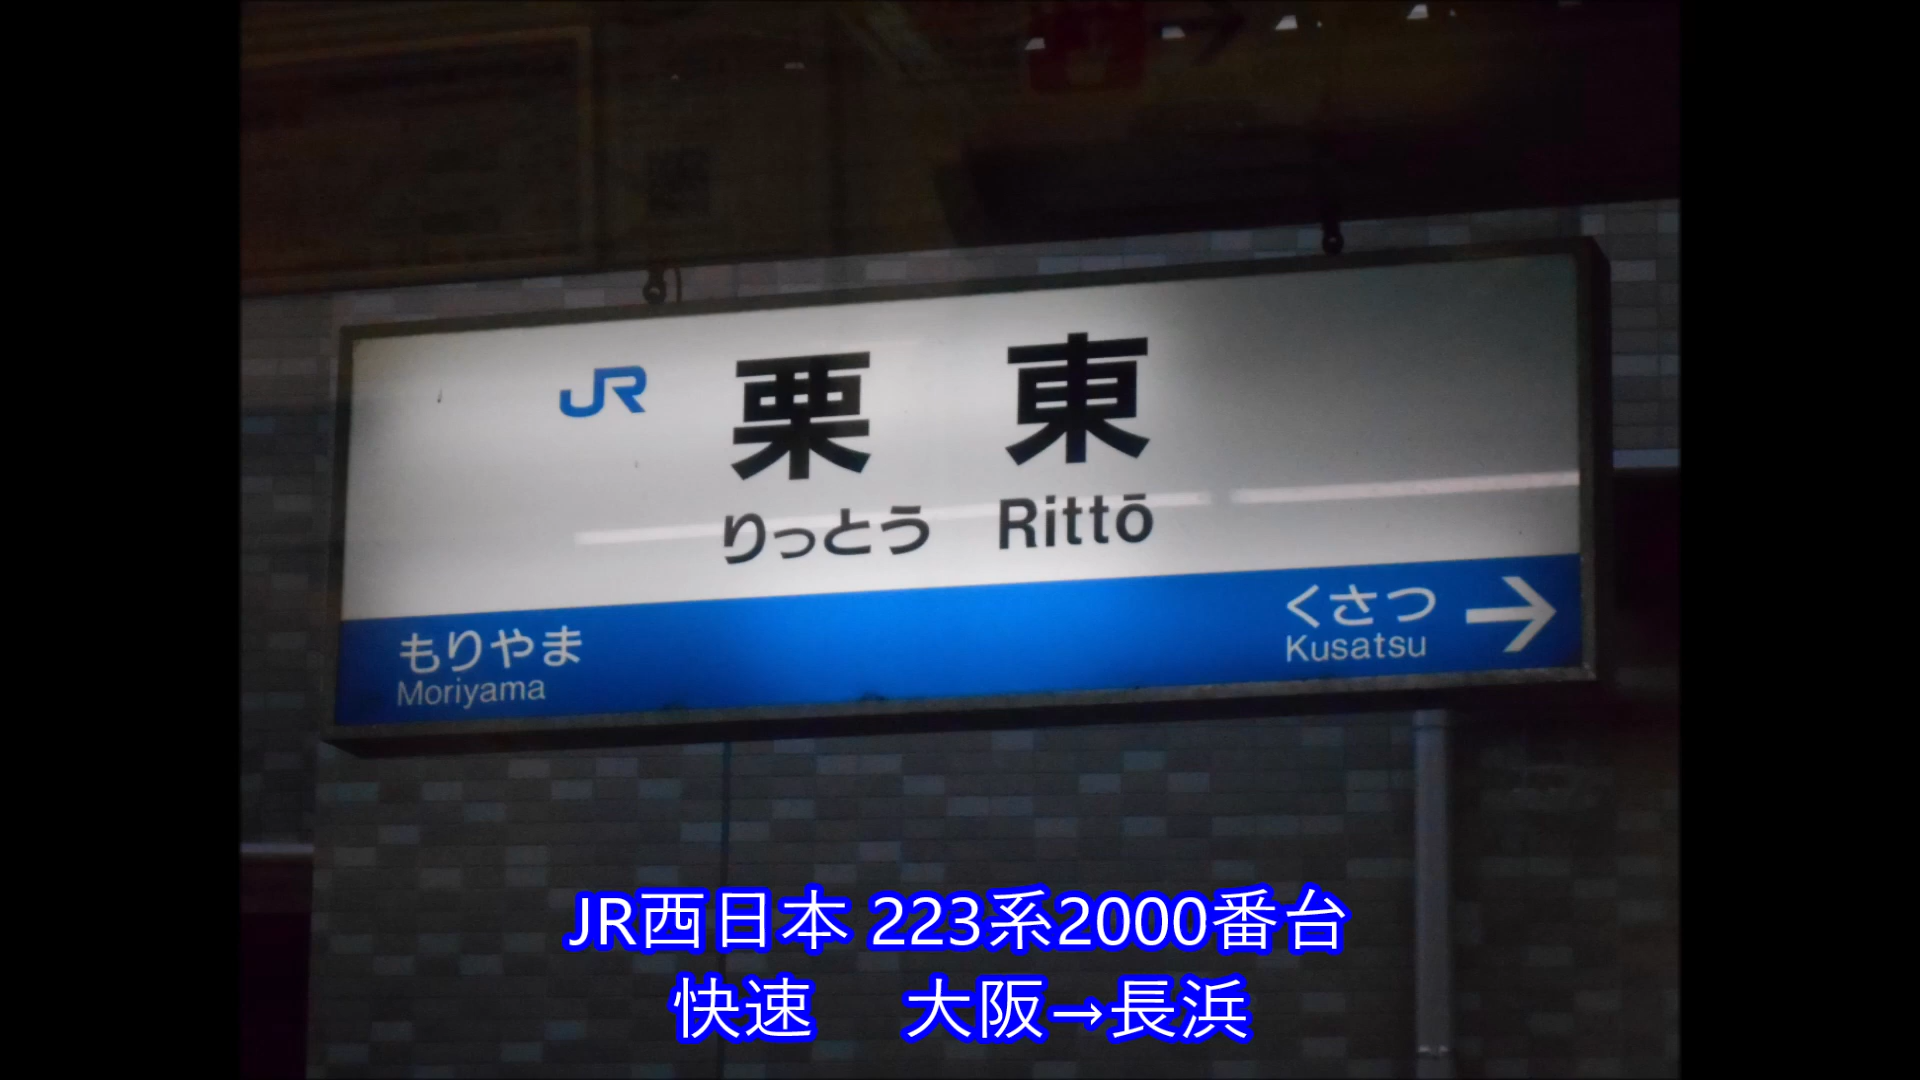 JR 栗東
りっとう Rittō
もりやま
Moriyama
くさつ →
Kusatsu
JR西日本 223系2000番台
快速 大阪→長浜